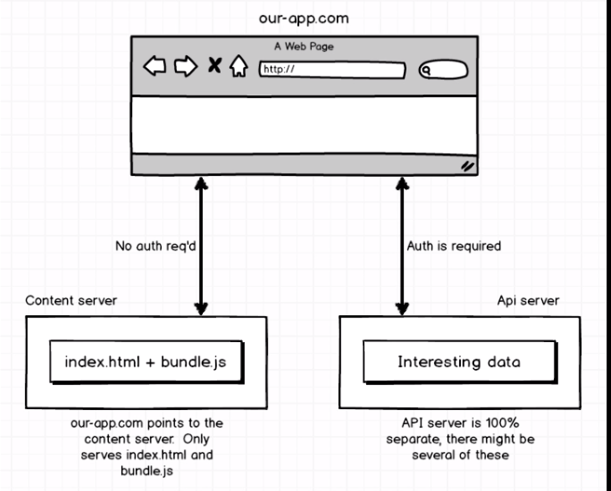 our-app.com
A Web Page
http://
No auth req'd
Auth is required
Content server
Api server
index.html + bundle.js
Interesting data
our-app.com points to the
content server. Only
serves index.html and
bundle.js
API server is 100%
separate, there might be
several of these